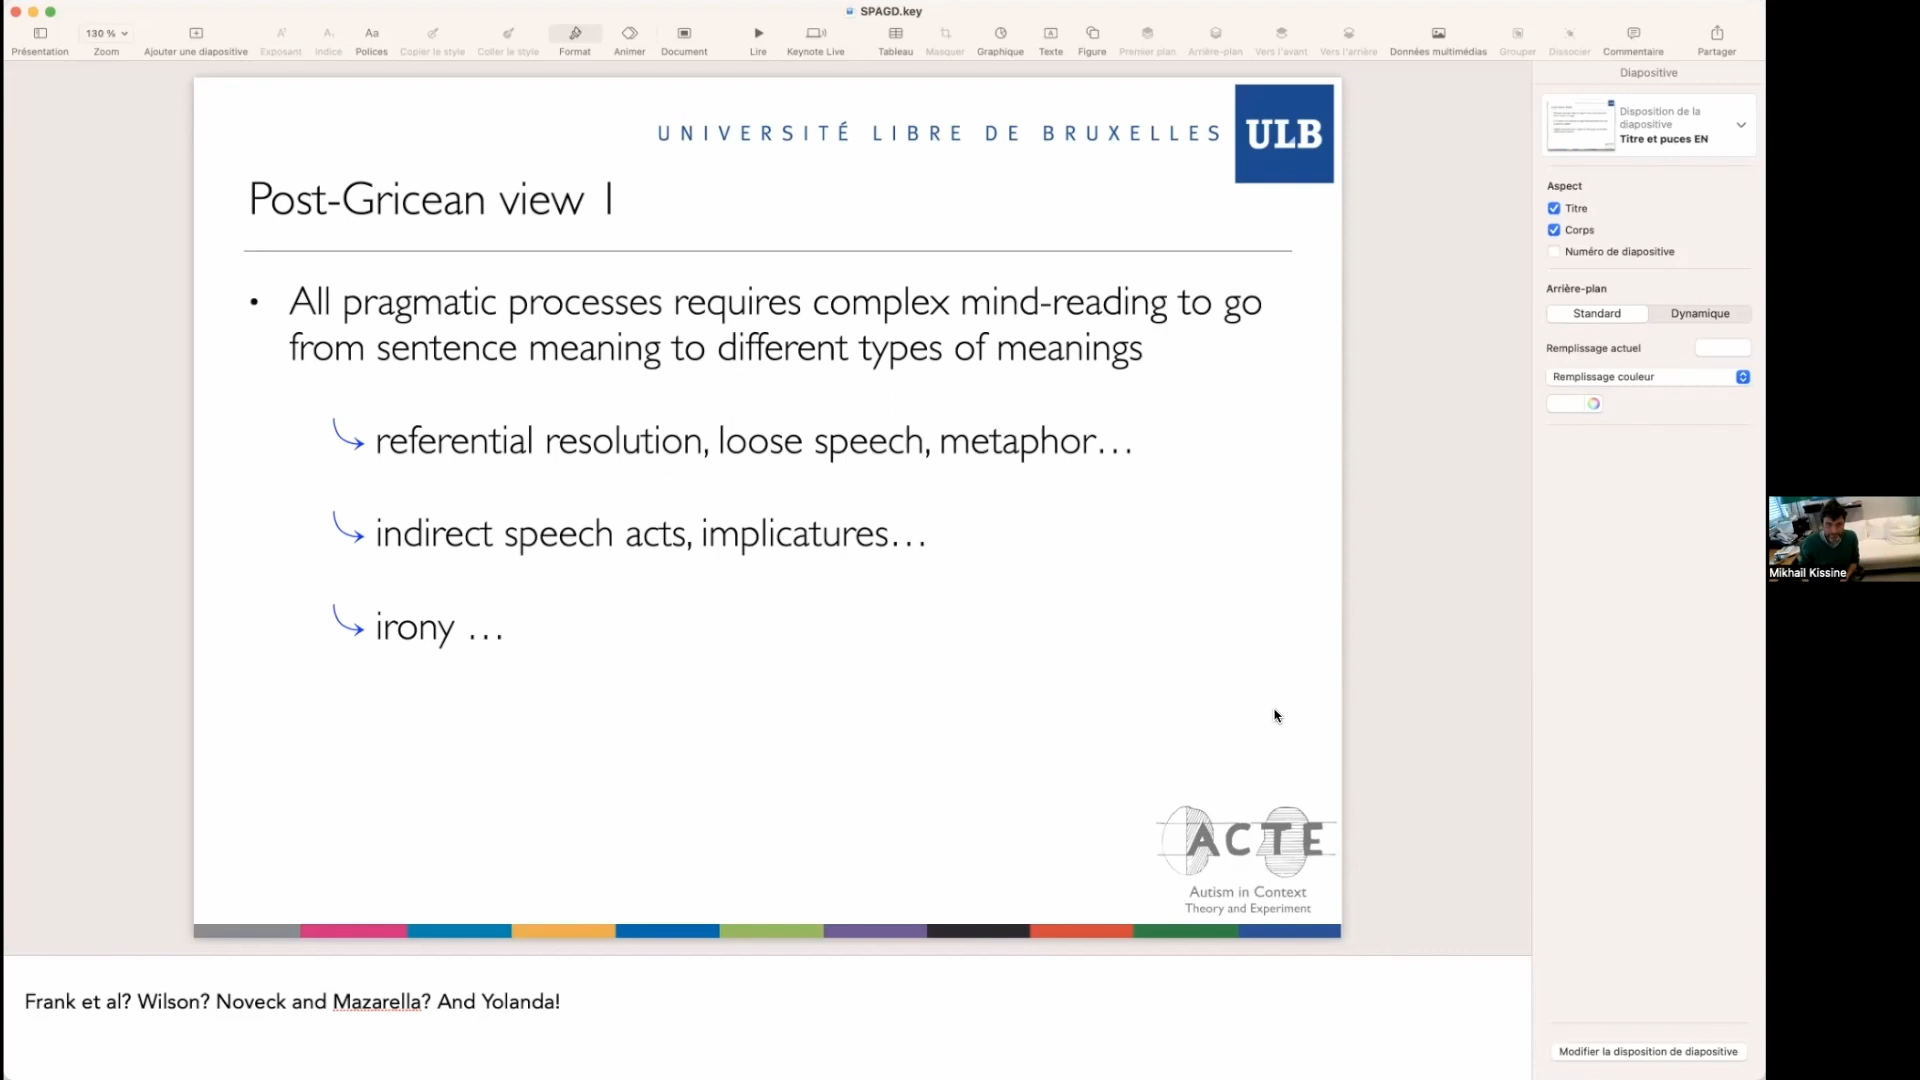 SPAGD.key
130 %
Présentation Zoom Ajouter une diapositive Exposant Indice Polices Copier le style Coller le style Format Animer Document Lire Keynote Live Tableau Masquer Graphique Texte Figure Premier plan Arrière-plan Vers l'avant Vers l'arrière Données multimédias Grouper Dissocier Commentaire Partager
UNIVERSITÉ LIBRE DE BRUXELLES
ULB
Post-Gricean view 1
• All pragmatic processes requires complex mind-reading to go
from sentence meaning to different types of meanings
referential resolution, loose speech, metaphor…
indirect speech acts, implicatures…
irony …
ACTE
Autism in Context
Theory and Experiment
Frank et al? Wilson? Noveck and Mazarella? And Yolanda!
Diapositive
Disposition de la
diapositive
Titre et puces EN
Aspect
Titre
Corps
Numéro de diapositive
Arrière-plan
Standard Dynamique
Remplissage actuel
Remplissage couleur
Modifier la disposition de diapositive
Mikhail Kissine